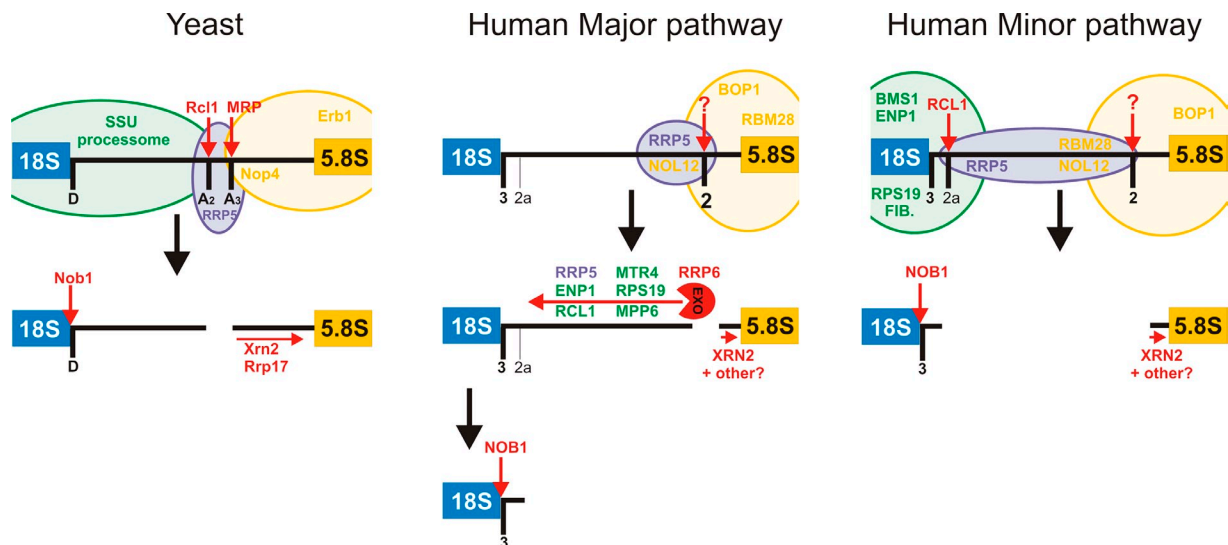 Yeast
Rcl1 MRP
SSU
processome
Erb1
18S
5.8S
Nop4
D
A2
A3
RRP5
Nob1
18S
5.8S
D
Xrn2
Rrp17
Human Major pathway
BOP1
?
RBM28
RRP5
18S
5.8S
NOL12
3
2a
2
RRP5 MTR4 RRP6
ENP1 RPS19
EXO
RCL1 MPP6
18S
5.8S
3
2a
XRN2
+ other?
NOB1
18S
3
Human Minor pathway
BMS1
ENP1
RCL1
?
BOP1
RBM28
18S
5.8S
RRP5
NOL12
RPS19
FIB.
3
2a
2
NOB1
18S
5.8S
3
XRN2
+ other?